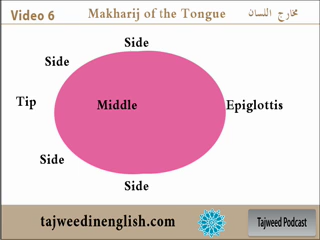 Video 6
Makharij of the Tongue
مخارج اللسان
Side
Side
Tip
Middle
Epiglottis
Side
Side
tajweedinenglish.com
Tajweed Podcast